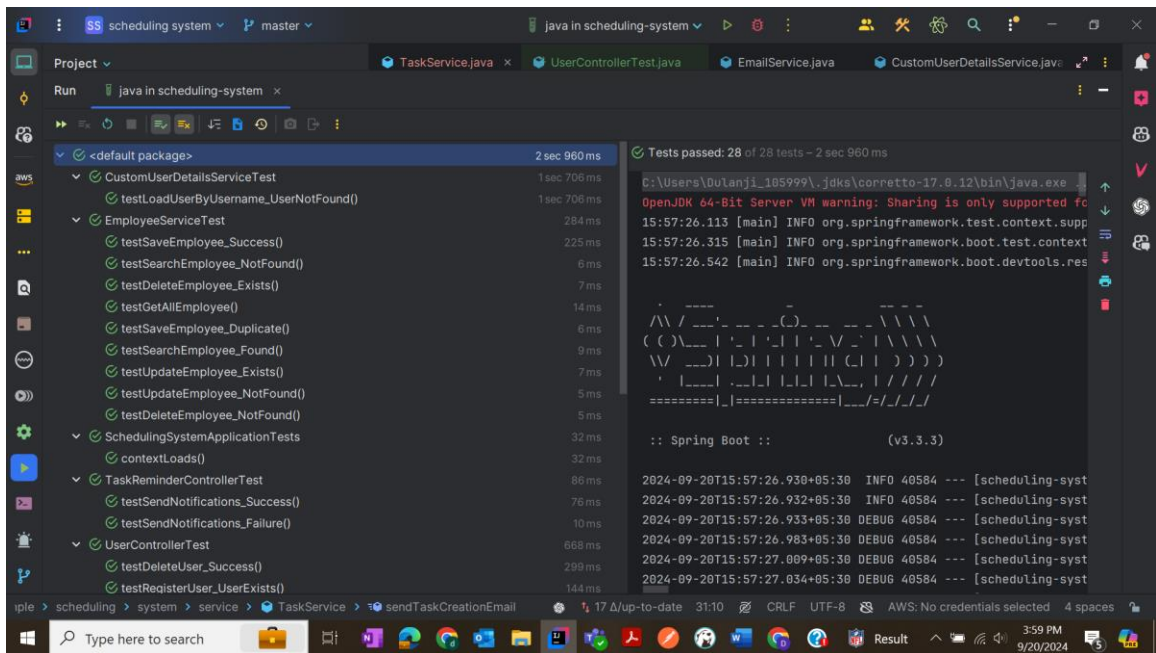 SS scheduling system master java in scheduling-system
Project TaskService.java × UserControllerTest.java EmailService.java CustomUserDetailsService.java
Run java in scheduling-system ×
<default package> 2 sec 960 ms
CustomUserDetailsServiceTest 1 sec 706 ms
testLoadUserByUsername_UserNotFound() 1 sec 706 ms
EmployeeServiceTest 284 ms
testSaveEmployee_Success() 225 ms
testSearchEmployee_NotFound() 6 ms
testDeleteEmployee_Exists() 7 ms
testGetAllEmployee() 14 ms
testSaveEmployee_Duplicate() 6 ms
testSearchEmployee_Found() 9 ms
testUpdateEmployee_Exists() 7 ms
testUpdateEmployee_NotFound() 5 ms
testDeleteEmployee_NotFound() 5 ms
SchedulingSystemApplicationTests 32 ms
contextLoads() 32 ms
TaskReminderControllerTest 86 ms
testSendNotifications_Success() 76 ms
testSendNotifications_Failure() 10 ms
UserControllerTest 668 ms
testDeleteUser_Success() 299 ms
testRegisterUser_UserExists() 144 ms
Tests passed: 28 of 28 tests – 2 sec 960 ms
C:\Users\Dulanji_105999\.jdks\corretto-17.0.12\bin\java.exe ..
OpenJDK 64-Bit Server VM warning: Sharing is only supported fo
15:57:26.113 [main] INFO org.springframework.test.context.supp
15:57:26.315 [main] INFO org.springframework.boot.test.context
15:57:26.542 [main] INFO org.springframework.boot.devtools.res
:: Spring Boot :: (v3.3.3)
2024-09-20T15:57:26.930+05:30 INFO 40584 --- [scheduling-syst
2024-09-20T15:57:26.932+05:30 INFO 40584 --- [scheduling-syst
2024-09-20T15:57:26.933+05:30 DEBUG 40584 --- [scheduling-syst
2024-09-20T15:57:26.983+05:30 DEBUG 40584 --- [scheduling-syst
2024-09-20T15:57:27.009+05:30 DEBUG 40584 --- [scheduling-syst
2024-09-20T15:57:27.034+05:30 DEBUG 40584 --- [scheduling-syst
aws
iple > scheduling > system > service > TaskService > sendTaskCreationEmail 17 Δ/up-to-date 31:10 CRLF UTF-8 AWS: No credentials selected 4 spaces
Type here to search Result 3:59 PM
9/20/2024 5